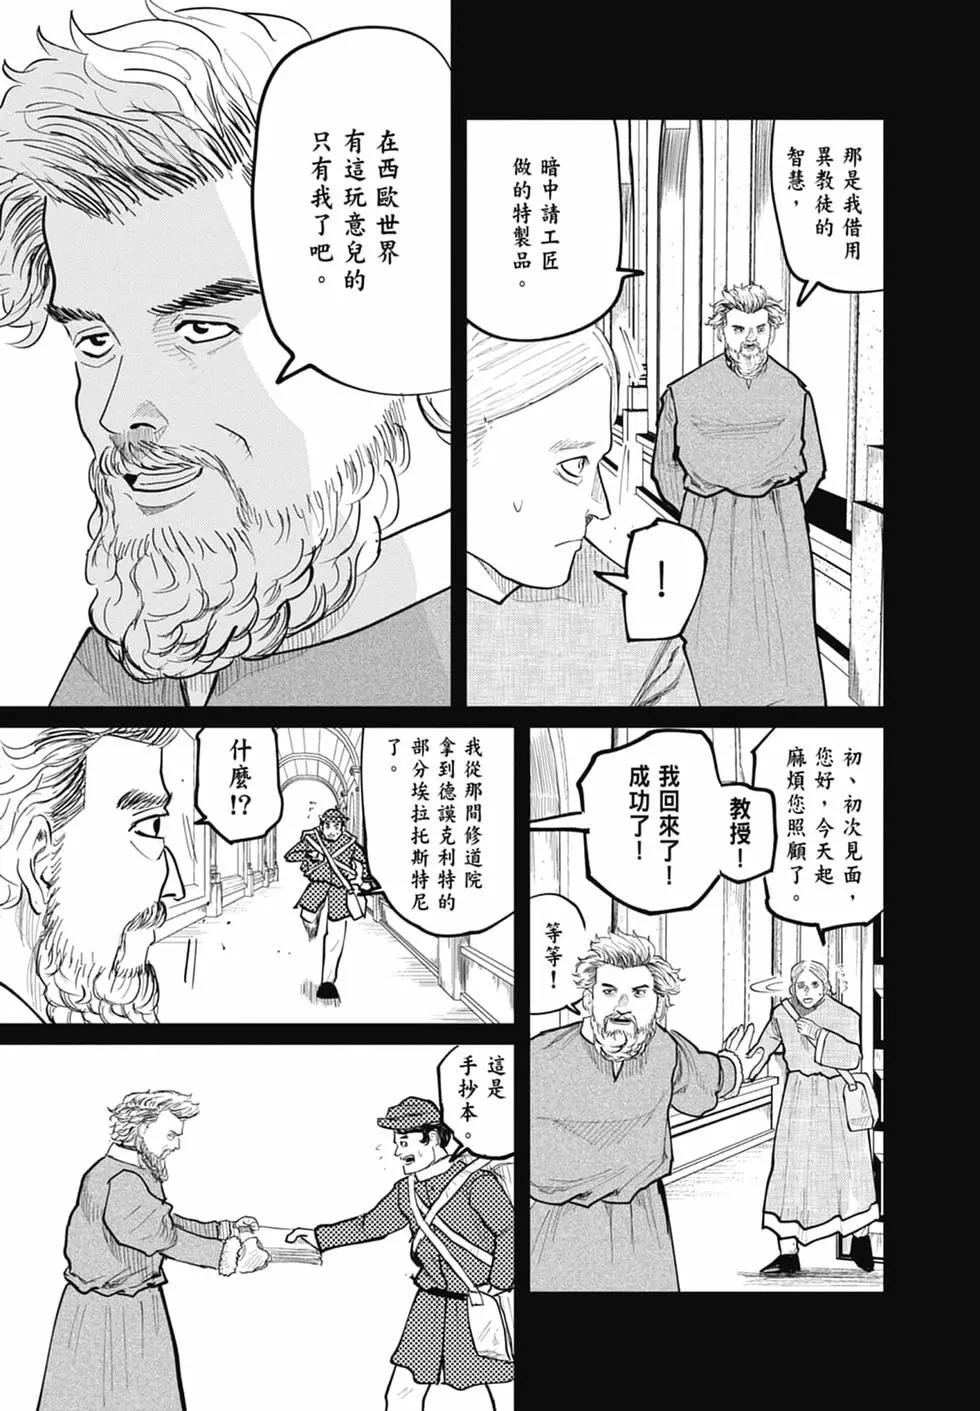 那是我借用
異教徒的
智慧，
暗中請工匠
做的特製品。
！
在西歐世界
有這玩意兒的
只有我了吧。
初、初次見面，
您好，今天起
麻煩您照顧了。
教授！
我回來了！
成功了！
等等！
我從那間修道院
拿到德謨克利特的
部分埃拉托斯特尼
了。
什麼!?
這是
手抄本。